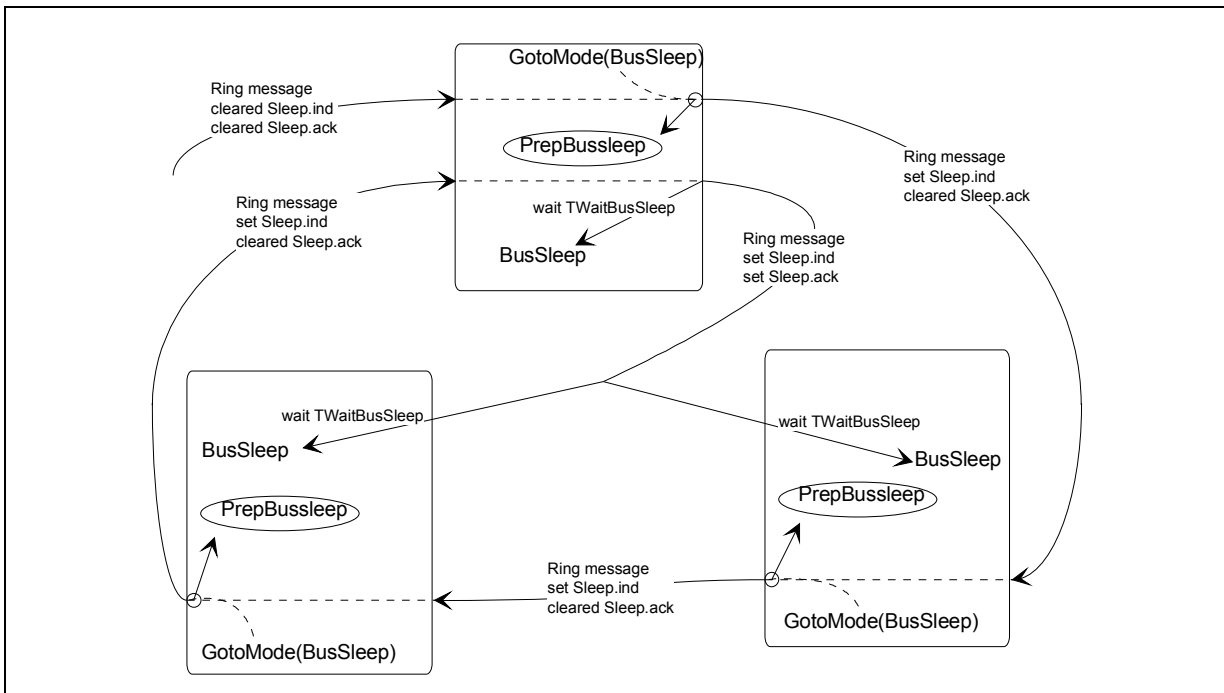 GotoMode(BusSleep)
Ring message
cleared Sleep.ind
cleared Sleep.ack
PrepBussleep
Ring message
set Sleep.ind
cleared Sleep.ack
Ring message
set Sleep.ind
cleared Sleep.ack
wait TWaitBusSleep
BusSleep
Ring message
set Sleep.ind
set Sleep.ack
wait TWaitBusSleep
BusSleep
PrepBussleep
GotoMode(BusSleep)
wait TWaitBusSleep
BusSleep
PrepBussleep
GotoMode(BusSleep)
Ring message
set Sleep.ind
cleared Sleep.ack